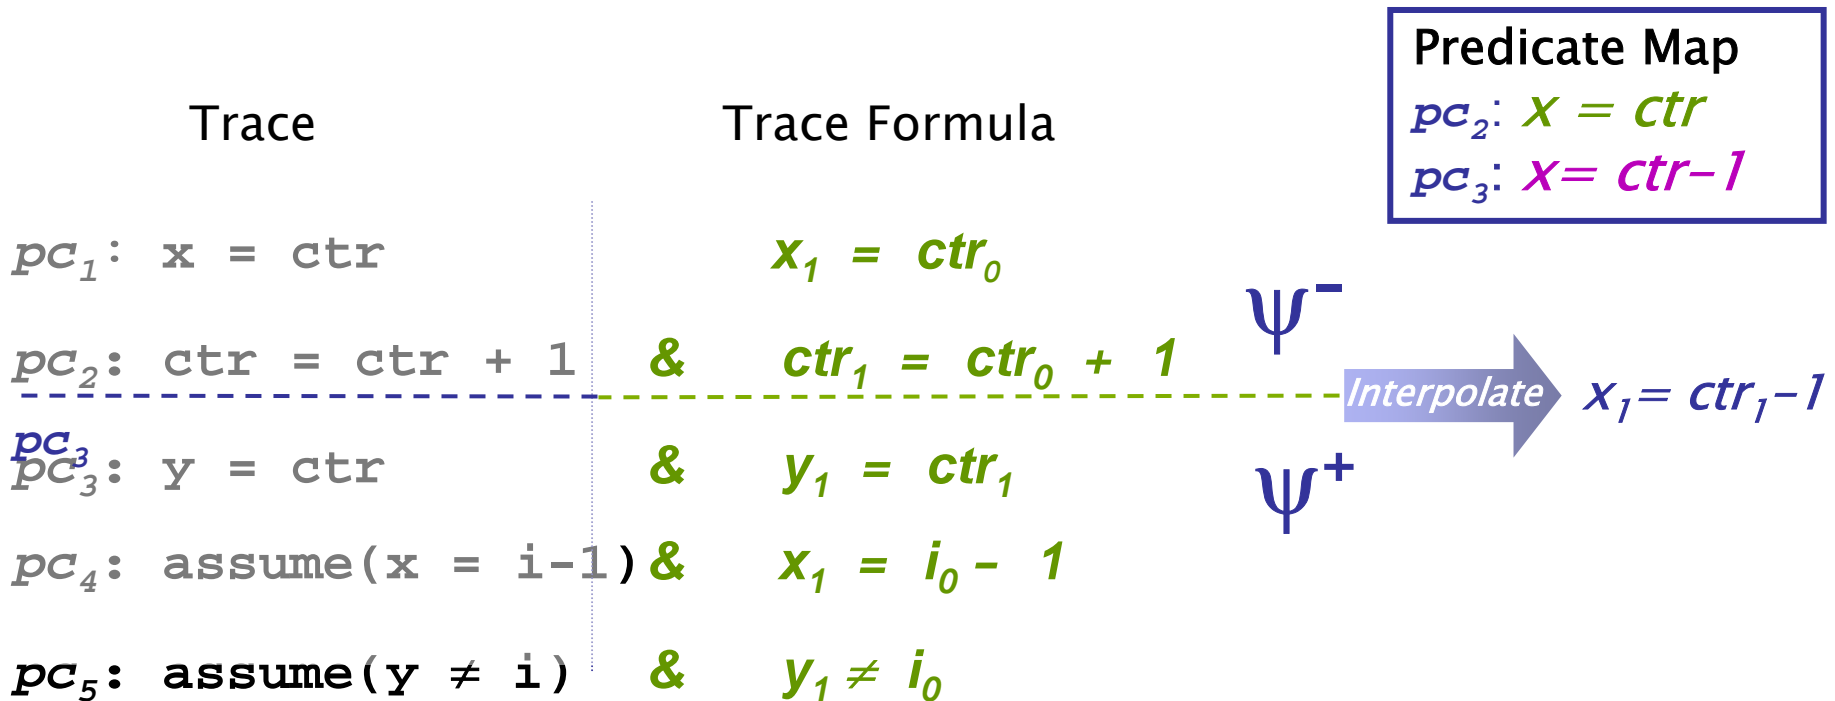 Predicate Map
pc2: x = ctr
pc3: x= ctr-1
Trace
Trace Formula
pc1: x = ctr
x1 = ctr0
ψ-
pc2: ctr = ctr + 1
& ctr1 = ctr0 + 1
Interpolate
x1= ctr1-1
pc3
pc3: y = ctr
& y1 = ctr1
ψ+
pc4: assume(x = i-1)
& x1 = i0 - 1
pc5: assume(y ≠ i)
& y1 ≠ i0